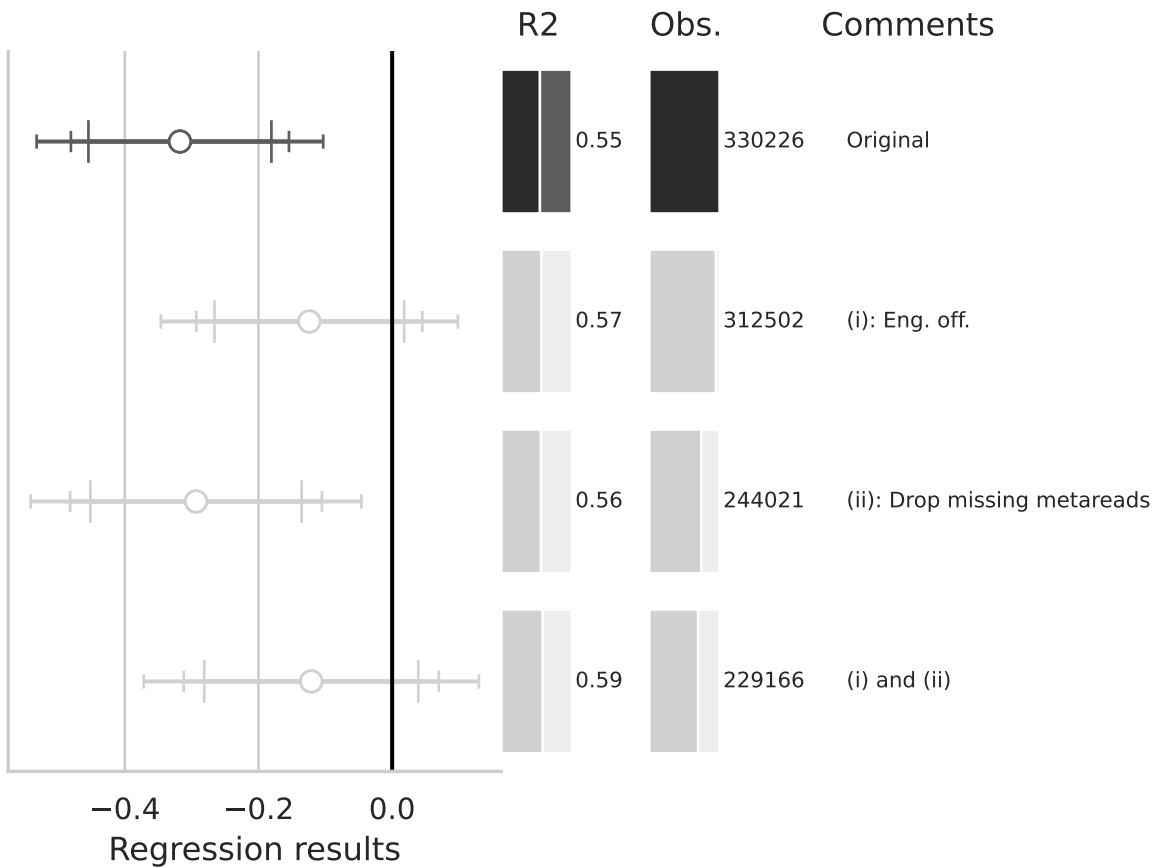 R2 Obs. Comments
0.55 330226 Original
0.57 312502 (i): Eng. off.
0.56 244021 (ii): Drop missing metareads
0.59 229166 (i) and (ii)
−0.4 −0.2 0.0
Regression results